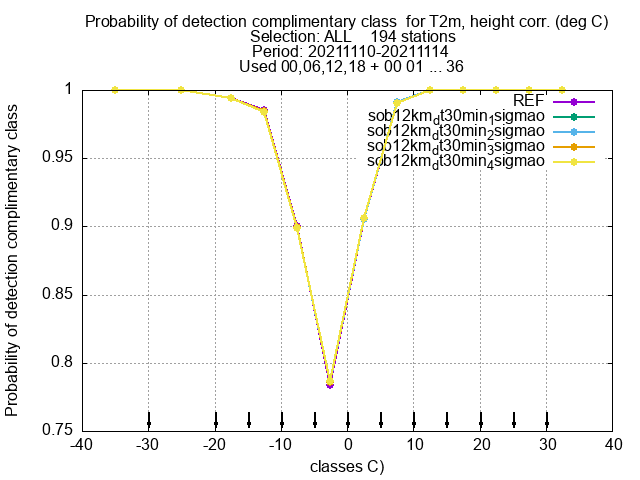 Probability of detection complimentary class  for T2m, height corr. (deg C)
Selection: ALL    194 stations
Period: 20211110-20211114
Used 00,06,12,18 + 00 01 ... 36
Probability of detection complimentary class
1
0.95
0.9
0.85
0.8
0.75
REF
sob12km_dt30min_1sigmao
sob12km_dt30min_2sigmao
sob12km_dt30min_3sigmao
sob12km_dt30min_4sigmao
-40 -30 -20 -10 0 10 20 30 40
classes C)